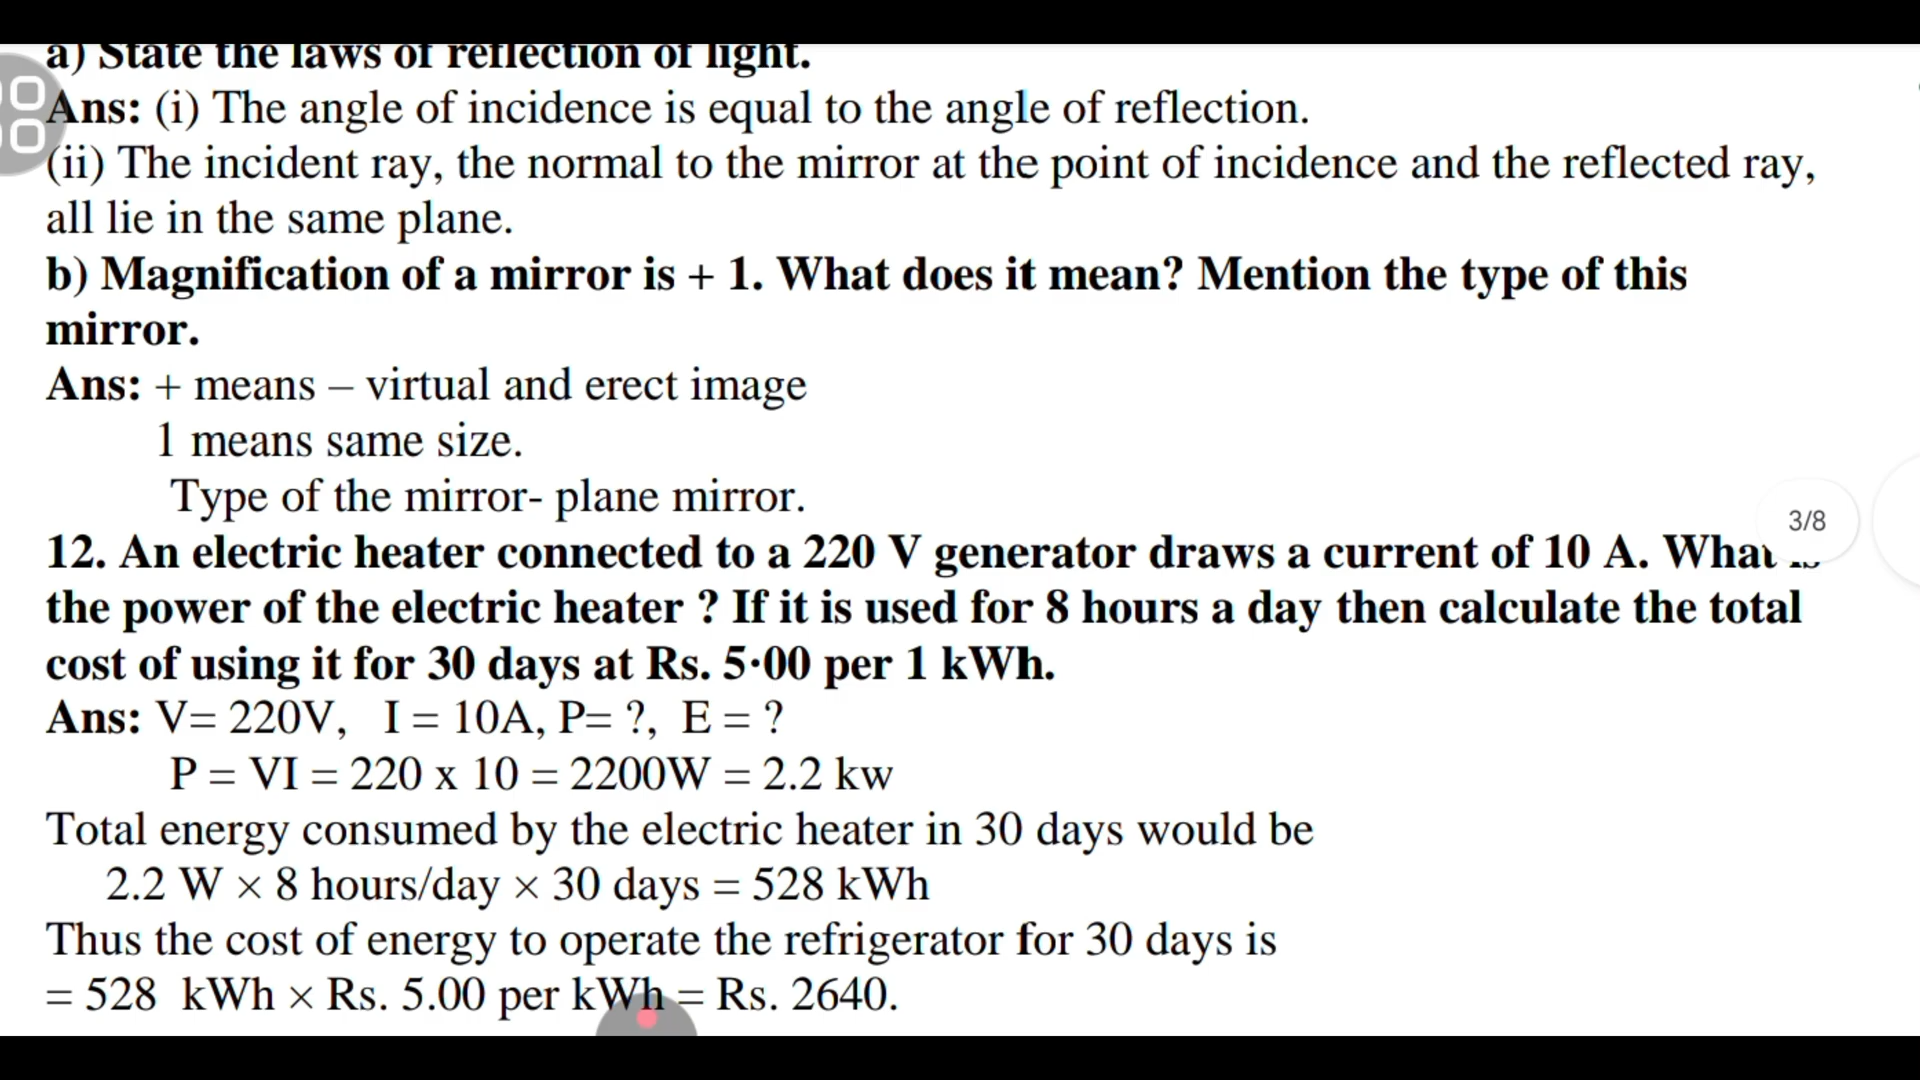 a) State the laws of reflection of light.
Ans: (i) The angle of incidence is equal to the angle of reflection.
(ii) The incident ray, the normal to the mirror at the point of incidence and the reflected ray,
all lie in the same plane.
b) Magnification of a mirror is + 1. What does it mean? Mention the type of this
mirror.
Ans: + means – virtual and erect image
1 means same size.
Type of the mirror- plane mirror.
3/8
12. An electric heater connected to a 220 V generator draws a current of 10 A. What is
the power of the electric heater ? If it is used for 8 hours a day then calculate the total
cost of using it for 30 days at Rs. 5·00 per 1 kWh.
Ans: V= 220V, I = 10A, P= ?, E = ?
P = VI = 220 x 10 = 2200W = 2.2 kw
Total energy consumed by the electric heater in 30 days would be
2.2 W × 8 hours/day × 30 days = 528 kWh
Thus the cost of energy to operate the refrigerator for 30 days is
= 528 kWh × Rs. 5.00 per kWh = Rs. 2640.